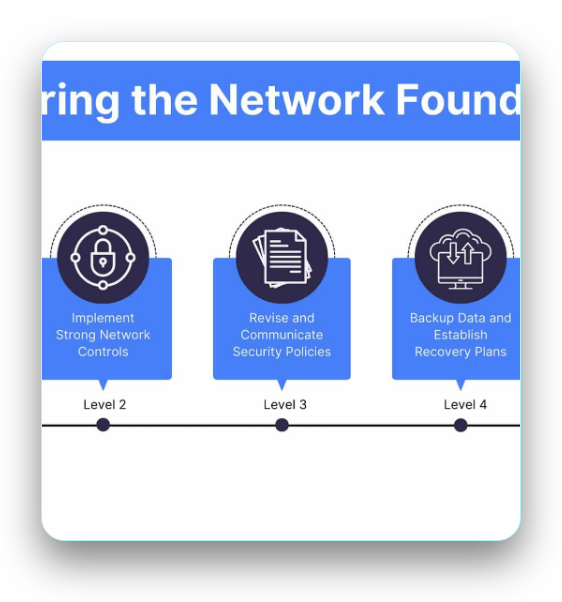 ring the Network Found
Implement
Strong Network
Controls
Revise and
Communicate
Security Policies
Backup Data and
Establish
Recovery Plans
Level 2
Level 3
Level 4